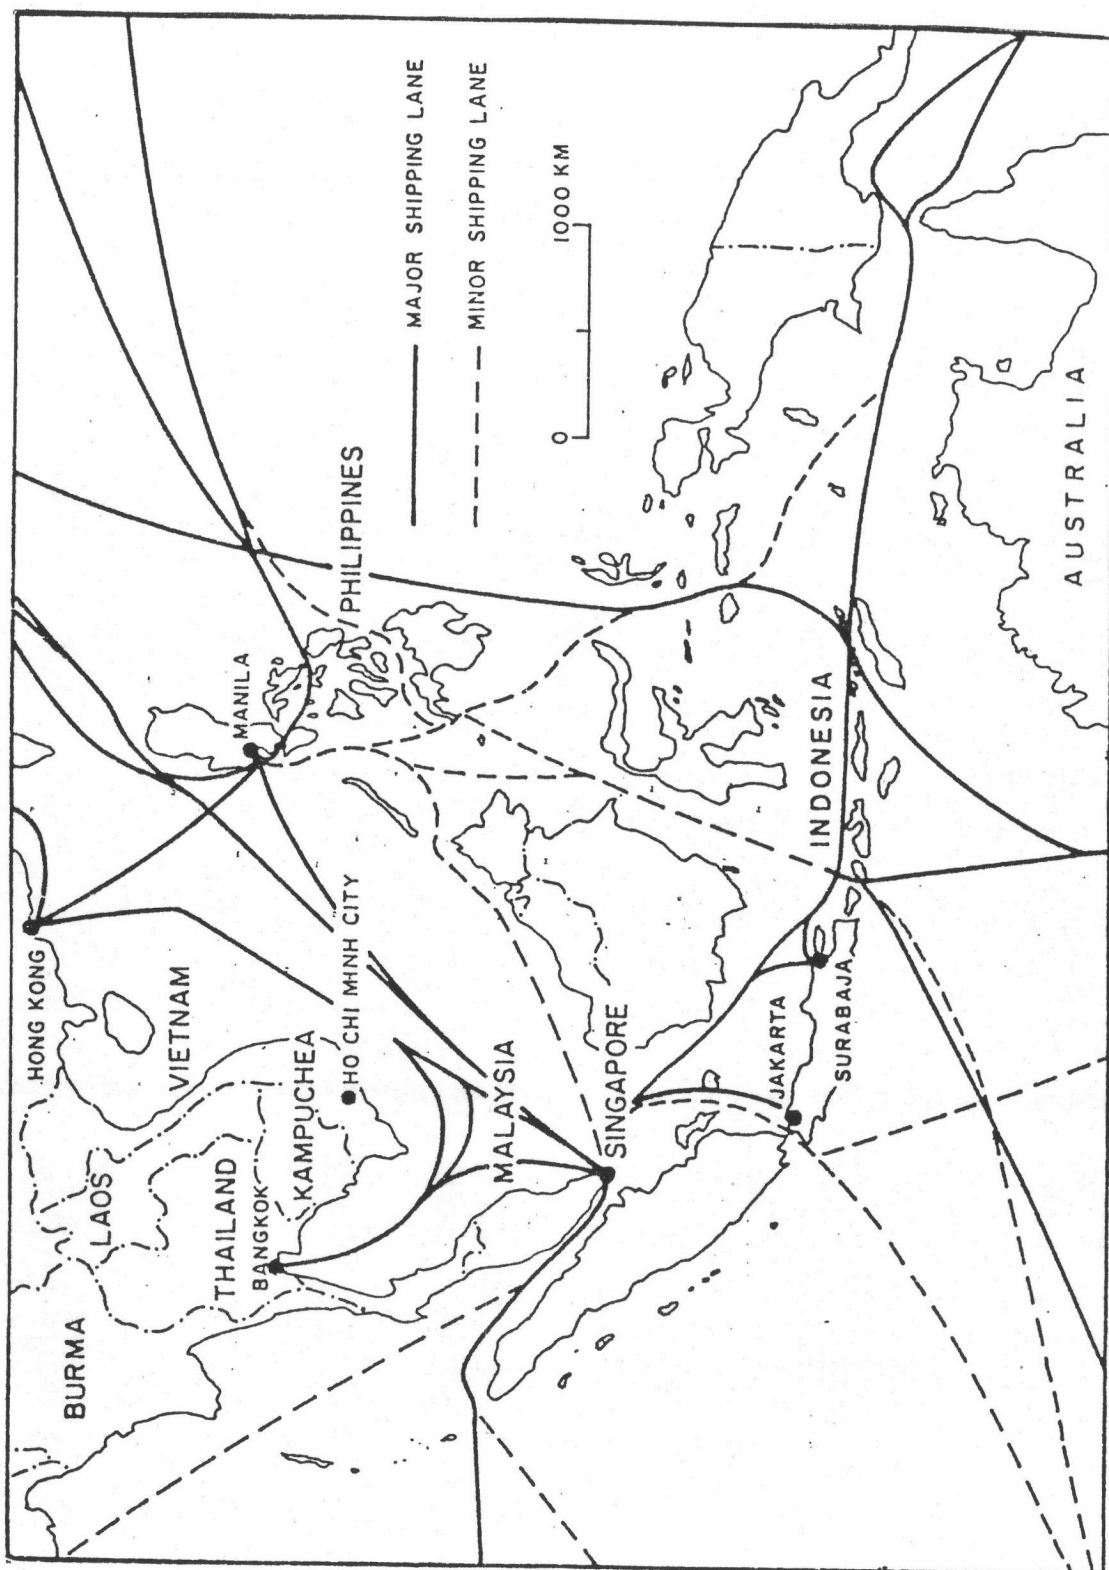 BURMA
LAOS
HONG KONG
VIETNAM
THAILAND
BANGKOK
KAMPUCHEA
HO CHI MINH CITY
MANILA
PHILIPPINES
MAJOR SHIPPING LANE
MINOR SHIPPING LANE
0
1000 KM
MALAYSIA
SINGAPORE
JAKARTA
SURABAJA
INDONESIA
AUSTRALIA